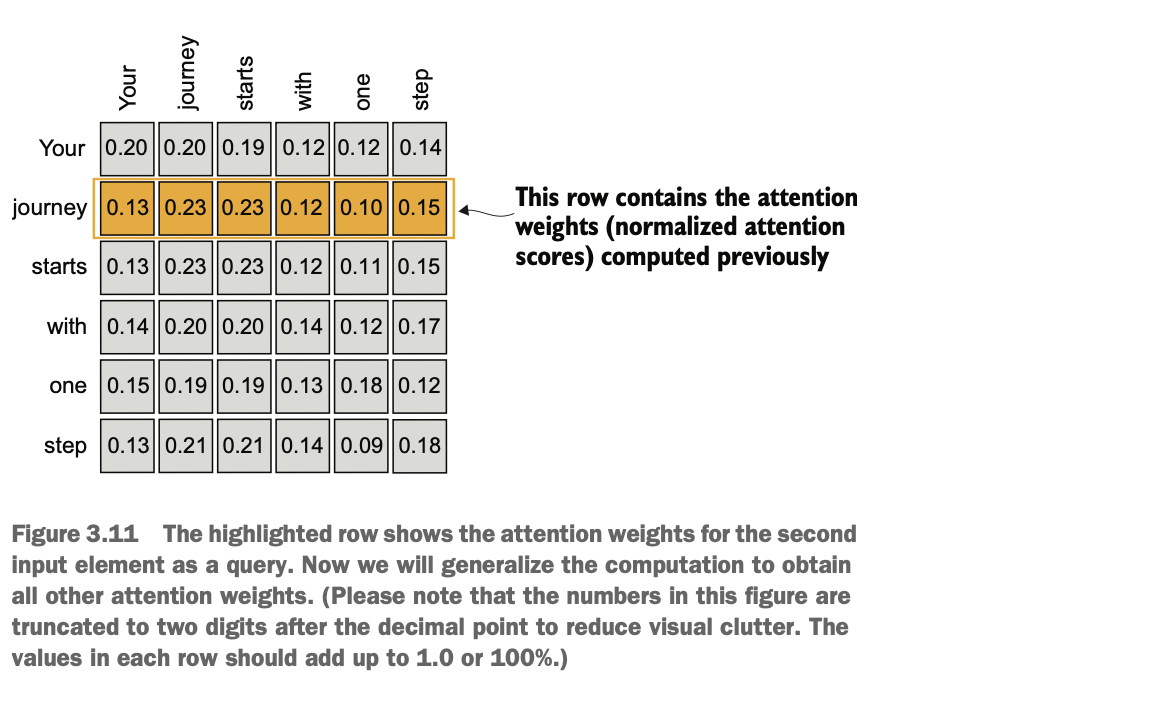 Your journey starts with one step
Your 0.20 0.20 0.19 0.12 0.12 0.14
journey 0.13 0.23 0.23 0.12 0.10 0.15
starts 0.13 0.23 0.23 0.12 0.11 0.15
with 0.14 0.20 0.20 0.14 0.12 0.17
one 0.15 0.19 0.19 0.13 0.18 0.12
step 0.13 0.21 0.21 0.14 0.09 0.18
This row contains the attention
weights (normalized attention
scores) computed previously
Figure 3.11 The highlighted row shows the attention weights for the second
input element as a query. Now we will generalize the computation to obtain
all other attention weights. (Please note that the numbers in this figure are
truncated to two digits after the decimal point to reduce visual clutter. The
values in each row should add up to 1.0 or 100%.)